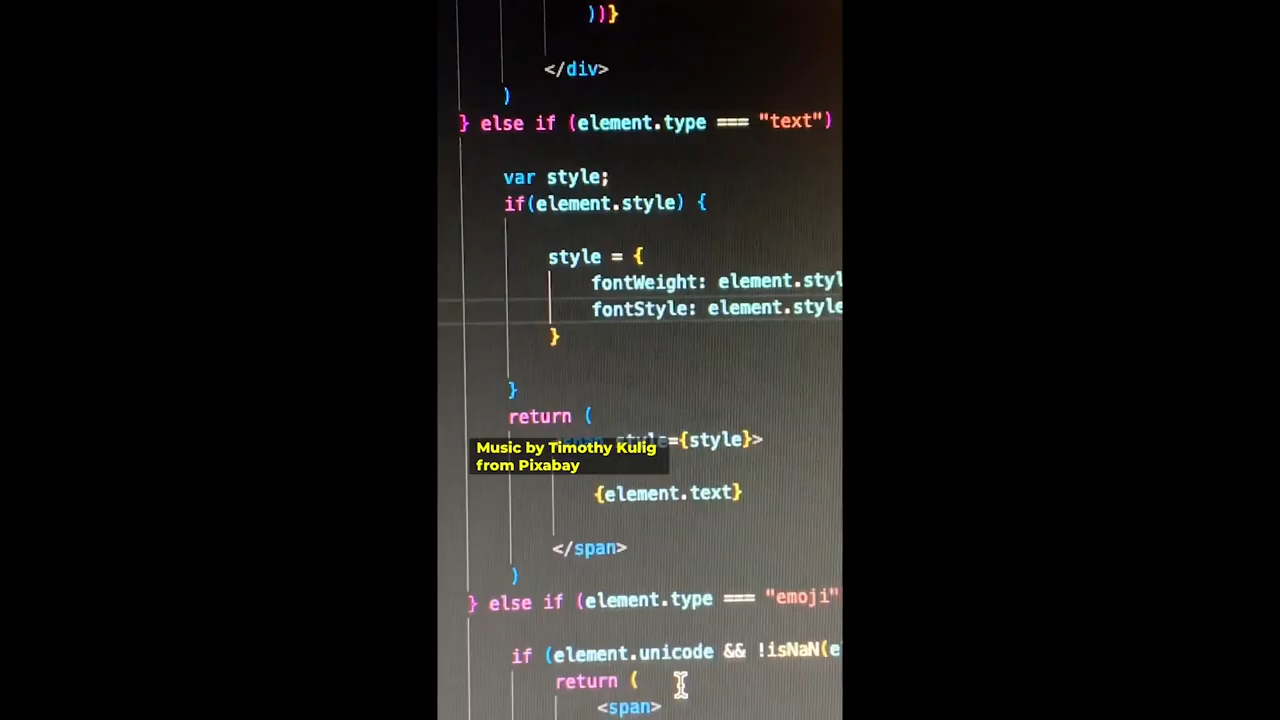 ))}
</div>
)
} else if (element.type === "text")
var style;
if(element.style) {
style = {
fontWeight: element.styl
fontStyle: element.style
}
}
return (
style={style}>
Music by Timothy Kulig
from Pixabay
{element.text}
</span>
)
} else if (element.type === "emoji"
if (element.unicode && !isNaN(e
return (
<span>